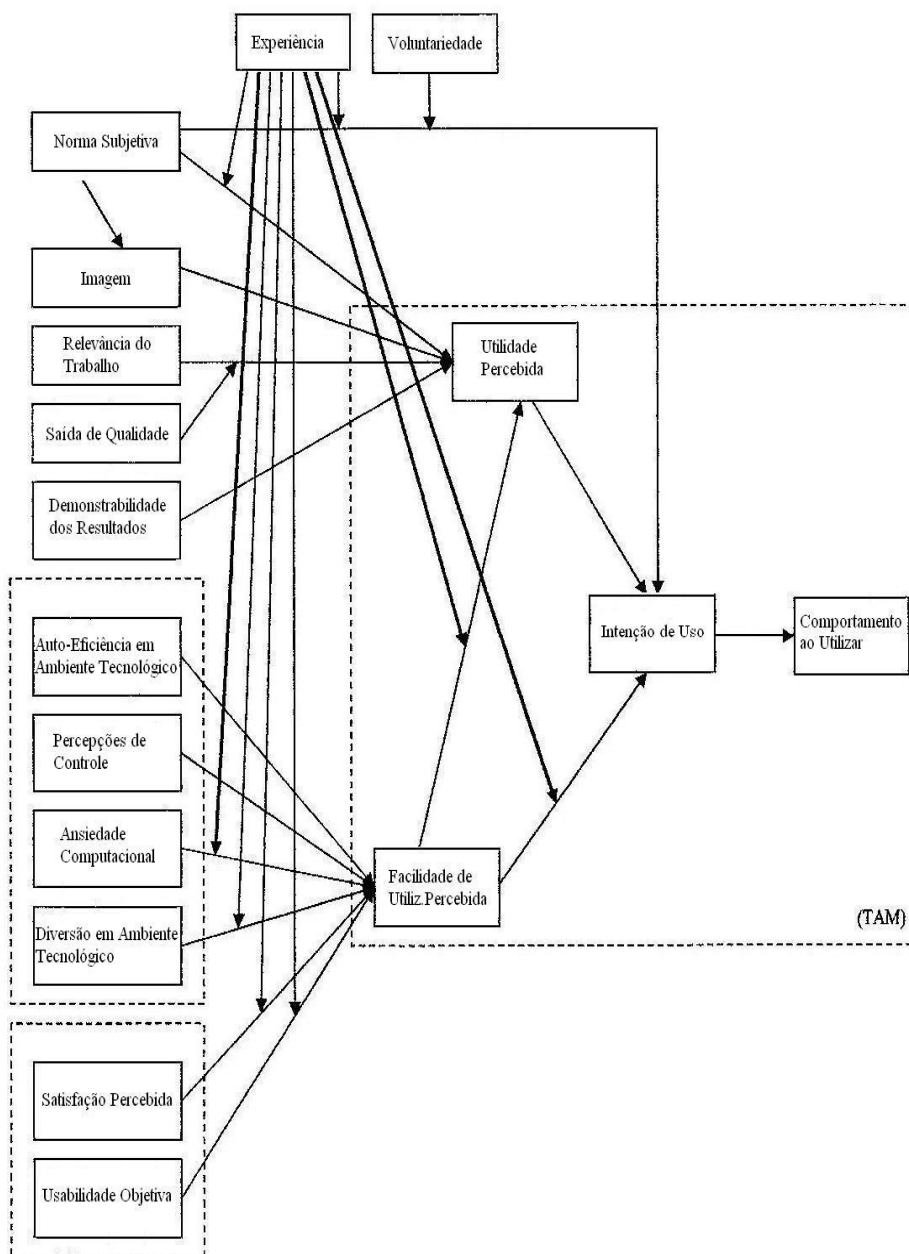 Experiência
Voluntariedade
Norma Subjetiva
Imagem
Relevância do
Trabalho
Utilidade
Percebida
Saída de Qualidade
Demonstrabilidade
dos Resultados
Auto-Eficiência em
Ambiente Tecnológico
Intenção de Uso
Comportamento
ao Utilizar
Percepções de
Controle
Ansiedade
Computacional
Facilidade de
Utiliz.Percebida
Diversão em Ambiente
Tecnológico
(TAM)
Satisfação Percebida
Usabilidade Objetiva